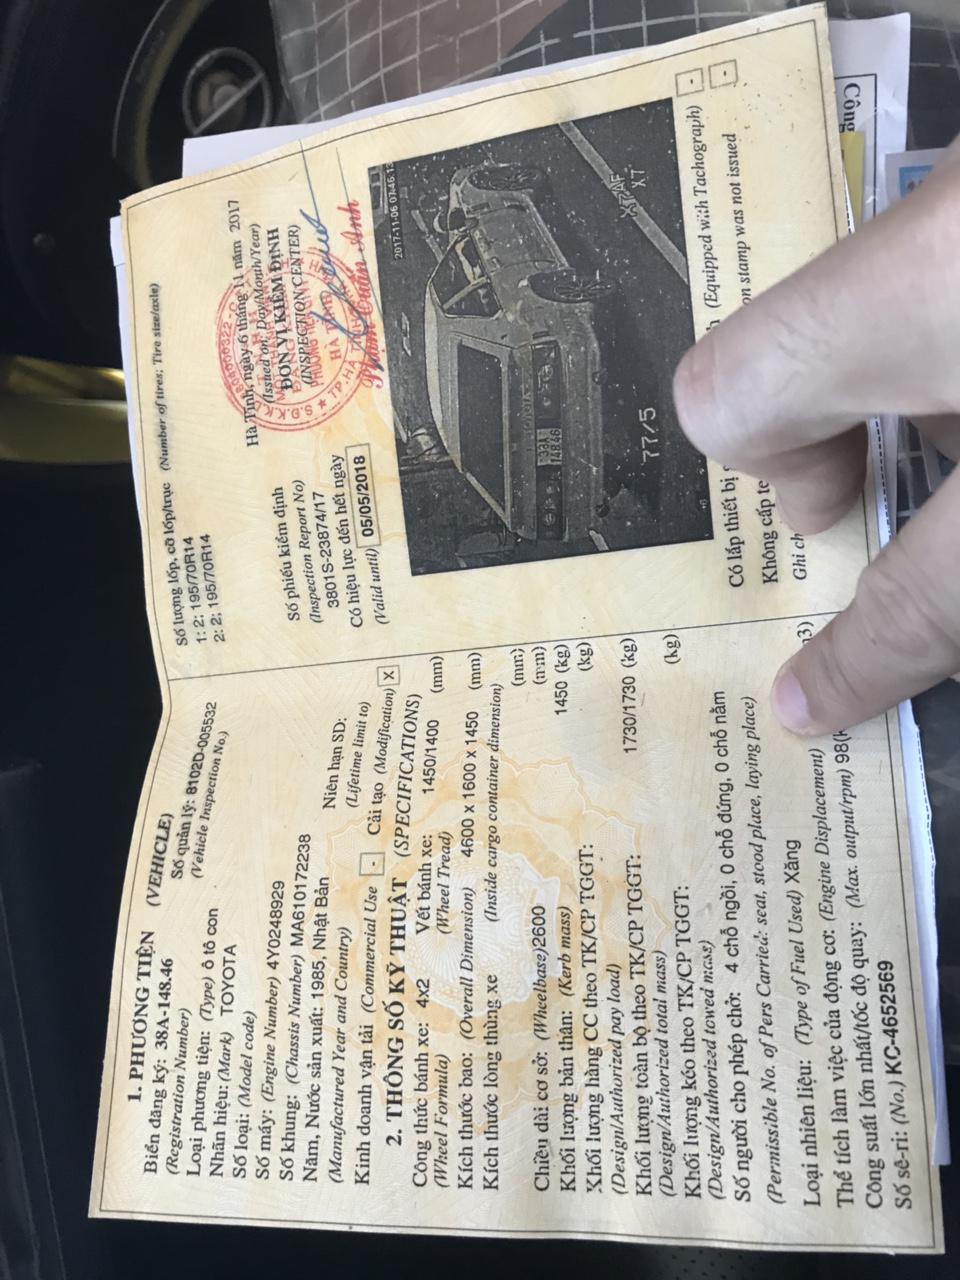 1. PHƯƠNG TIỆN (VEHICLE)
Biển đăng ký: 38A-148.46 Số quản lý: 8102D-005532
(Registration Number) (Vehicle Inspection No.)
Loại phương tiện: (Type) ô tô con
Nhãn hiệu: (Mark) TOYOTA
Số loại: (Model code)
Số máy: (Engine Number) 4Y0248929
Số khung: (Chassis Number) MA610172238
Năm, Nước sản xuất: 1985, Nhật Bản Niên hạn SD:
(Manufactured Year and Country) (Lifetime limit to)
Kinh doanh vận tải (Commercial Use - Cải tạo (Modification) X
2. THÔNG SỐ KỸ THUẬT (SPECIFICATIONS)
Công thức bánh xe: 4x2 Vết bánh xe: 1450/1400 (mm)
(Wheel Formula) (Wheel Tread)
Kích thước bao: (Overall Dimension) 4600 x 1600 x 1450 (mm)
Kích thước lòng thùng xe (Inside cargo container dimension)
(mm)
Chiều dài cơ sở: (Wheelbase)2600 (mm)
Khối lượng bản thân: (Kerb mass) 1450 (kg)
Khối lượng hàng CC theo TK/CP TGGT: (kg)
(Design/Authorized pay load)
Khối lượng toàn bộ theo TK/CP TGGT: 1730/1730 (kg)
(Design/Authorized total mass)
Khối lượng kéo theo TK/CP TGGT: (kg)
(Design/Authorized towed mass)
Số người cho phép chở: 4 chỗ ngồi, 0 chỗ đứng, 0 chỗ nằm
(Permissible No. of Pers Carried: seat, stood place, laying place)
Loại nhiên liệu: (Type of Fuel Used) Xăng
Thể tích làm việc của động cơ: (Engine Displacement)
Công suất lớn nhất/tốc độ quay: (Max. output/rpm) 98
Số sê-ri: (No.) KC-4652569
Số lượng lốp, cỡ lốp/trục (Number of tires; Tire size/axle)
1: 2; 195/70R14
2: 2; 195/70R14
Hà Tĩnh, ngày 6 tháng 11 năm 2017
(Issued on: Day/Month/Year)
Số phiếu kiểm định ĐƠN VỊ KIỂM ĐỊNH
(Inspection Report No) (INSPECTION CENTER)
3801S-23874/17
Có hiệu lực đến hết ngày
(Valid until) 05/05/2018
2017-11-06 07:46:13
TOYOTA
38A
148.46
77/5
X7
Có lắp thiết bị (Equipped with Tachograph) -
Không cấp te on stamp was not issued -
Ghi ch
Công